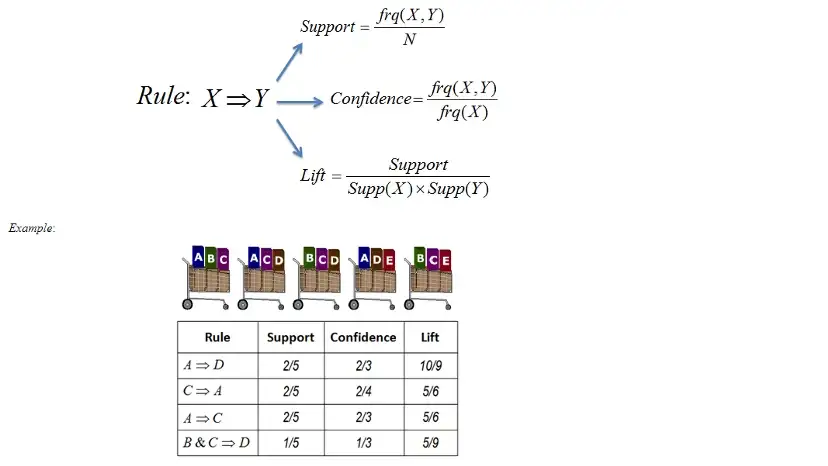 Support = frq(X,Y) / N
Rule: X ⇒ Y
Confidence = frq(X,Y) / frq(X)
Lift = Support / Supp(X) × Supp(Y)
Example:
A B C A C D B C D A D E B C E
Rule Support Confidence Lift
A ⇒ D 2/5 2/3 10/9
C ⇒ A 2/5 2/4 5/6
A ⇒ C 2/5 2/3 5/6
B & C ⇒ D 1/5 1/3 5/9